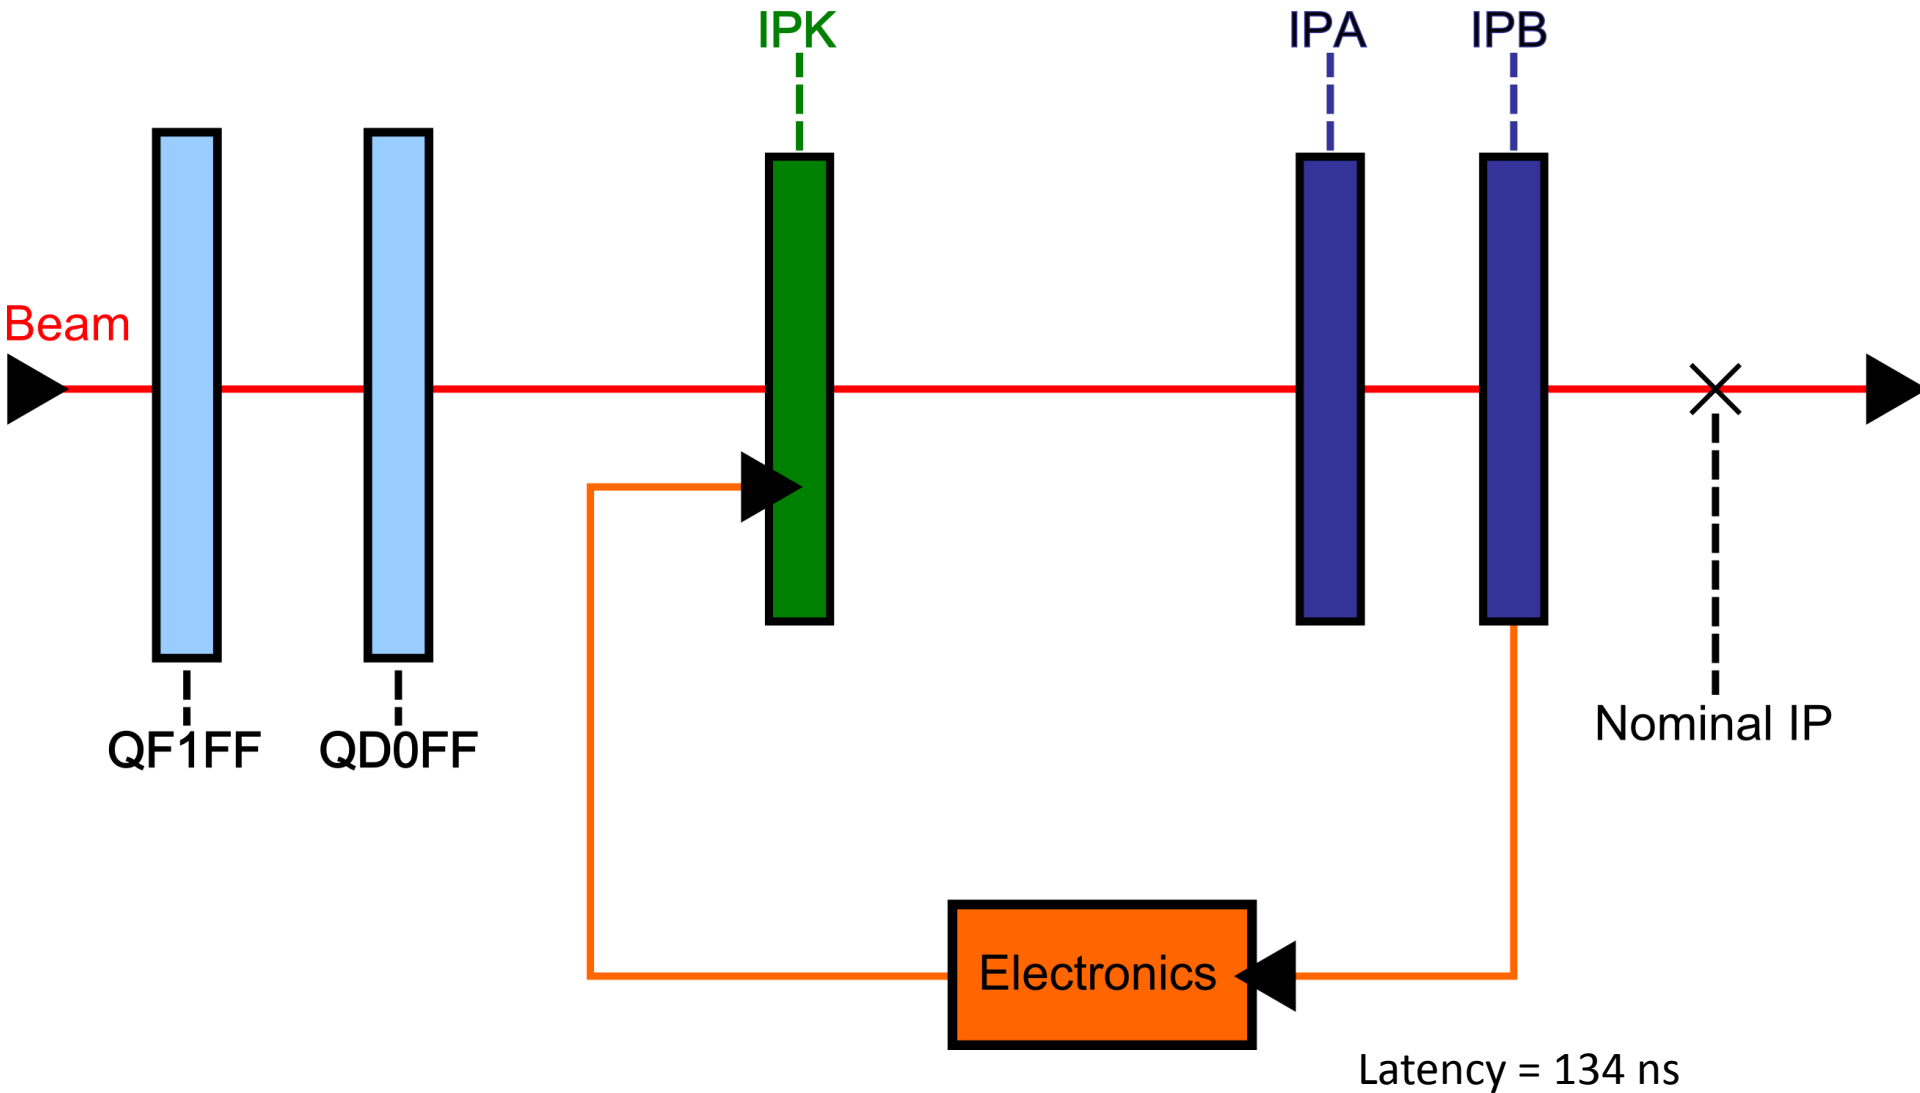 IPK
IPA
IPB
Beam
QF1FF
QD0FF
Nominal IP
Electronics
Latency = 134 ns